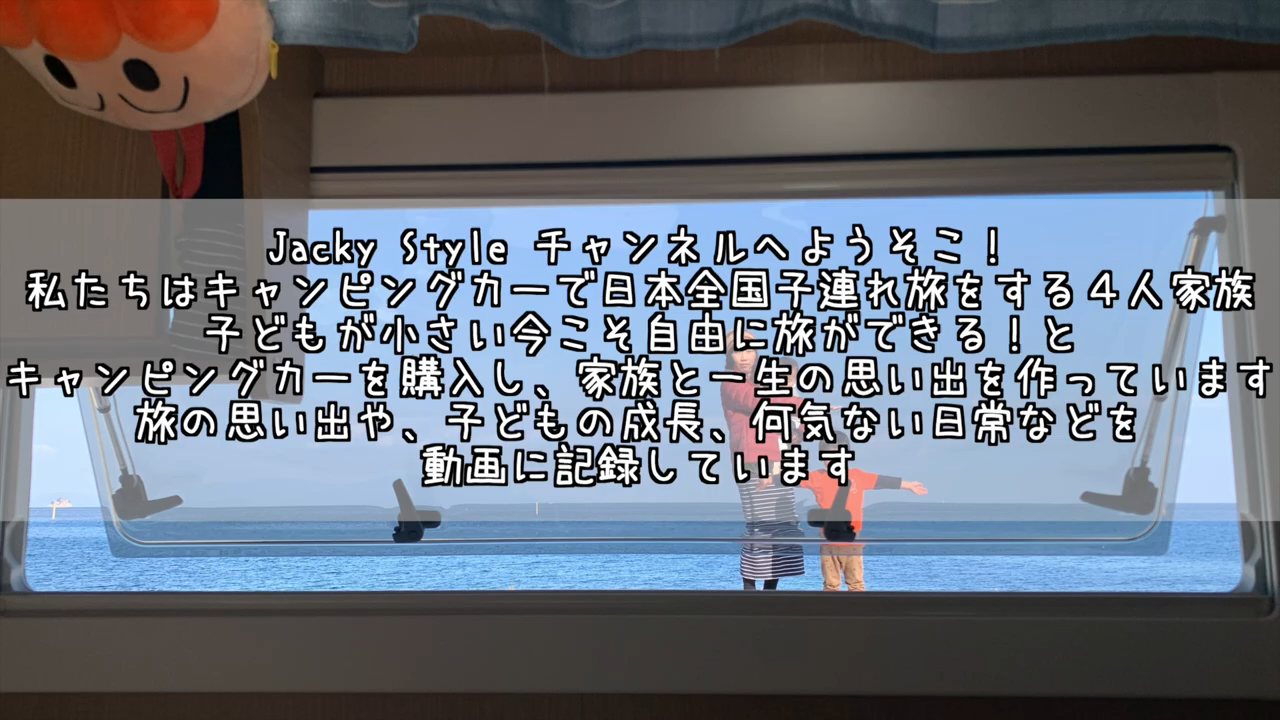 Jacky Style チャンネルへようそこ！
私たちはキャンピングカーで日本全国子連れ旅をする４人家族
子どもが小さい今こそ自由に旅ができる！と
キャンピングカーを購入し、家族と一生の思い出を作っています
旅の思い出や、子どもの成長、何気ない日常などを
動画に記録しています